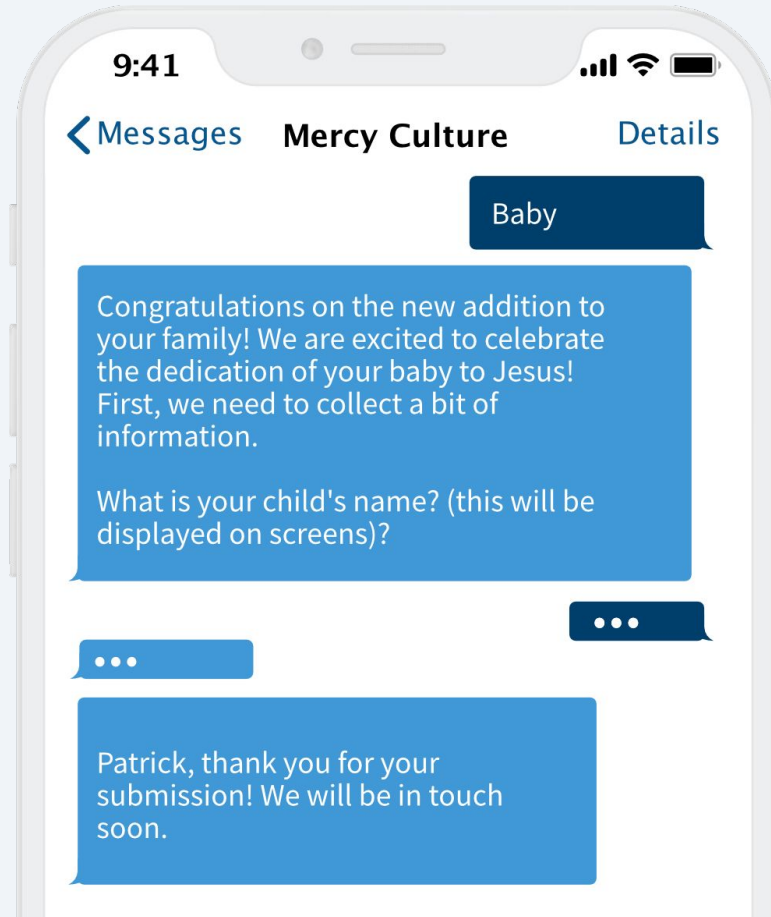 9:41
Messages Mercy Culture Details
Baby
Congratulations on the new addition to
your family! We are excited to celebrate
the dedication of your baby to Jesus!
First, we need to collect a bit of
information.
What is your child's name? (this will be
displayed on screens)?
•••
•••
Patrick, thank you for your
submission! We will be in touch
soon.